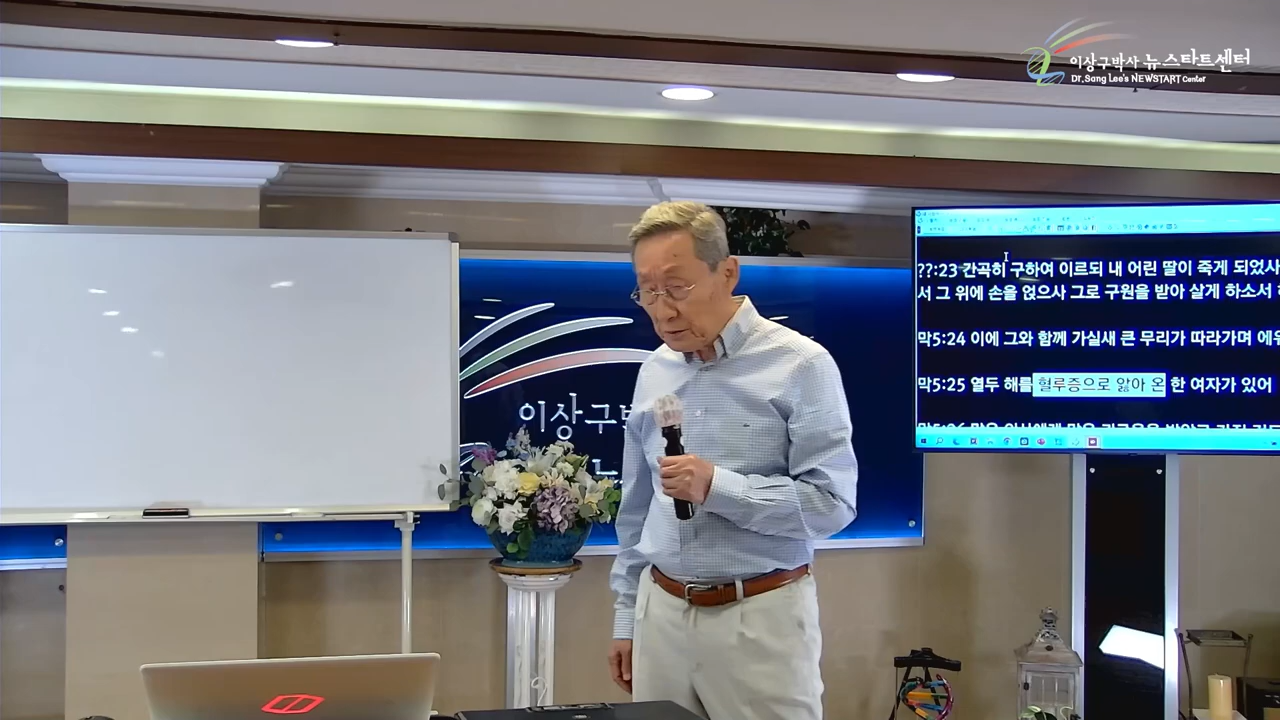 이상구박사 뉴스타트센터
Dr. Sang Lee's NEWSTART Center
이상구
??:23 간곡히 구하여 이르되 내 어린 딸이 죽게 되었사
서 그 위에 손을 얹으사 그로 구원을 받아 살게 하소서
막5:24 이에 그와 함께 가실새 큰 무리가 따라가며 에우
막5:25 열두 해를 혈루증으로 앓아 온 한 여자가 있어